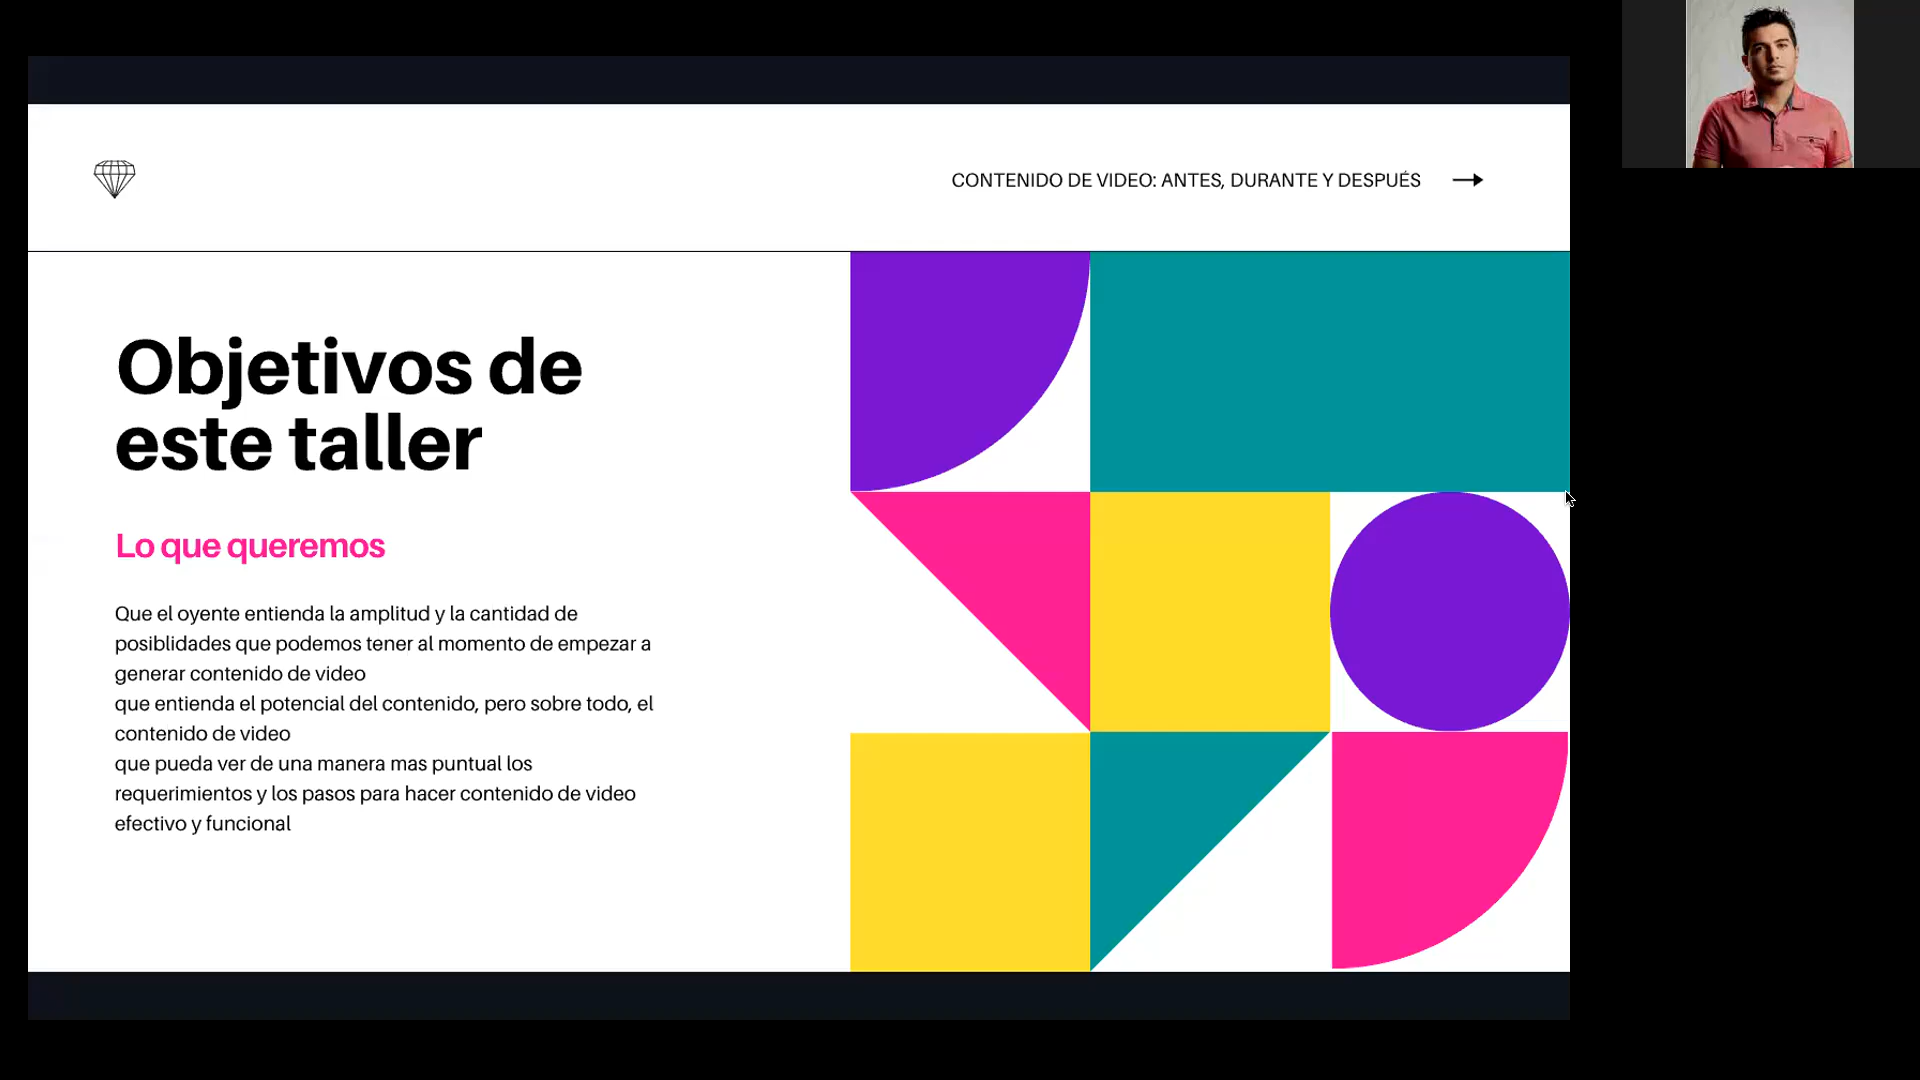 CONTENIDO DE VIDEO: ANTES, DURANTE Y DESPUÉS
Objetivos de
este taller
Lo que queremos
Que el oyente entienda la amplitud y la cantidad de
posiblidades que podemos tener al momento de empezar a
generar contenido de video
que entienda el potencial del contenido, pero sobre todo, el
contenido de video
que pueda ver de una manera mas puntual los
requerimientos y los pasos para hacer contenido de video
efectivo y funcional